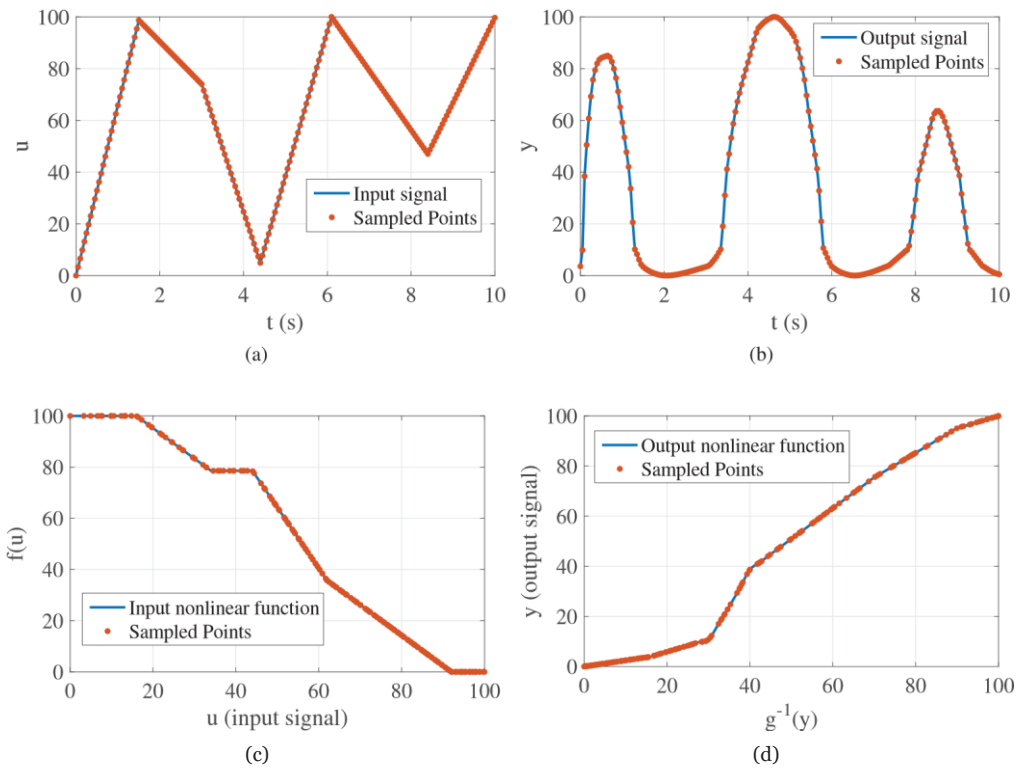 100
80
60
40
20
0
u
Input signal
Sampled Points
0 2 4 6 8 10
t (s)
(a)
100
80
60
40
20
0
y
Output signal
Sampled Points
0 2 4 6 8 10
t (s)
(b)
100
80
60
40
20
0
f(u)
Input nonlinear function
Sampled Points
0 20 40 60 80 100
u (input signal)
(c)
100
80
60
40
20
0
y (output signal)
Output nonlinear function
Sampled Points
0 20 40 60 80 100
g⁻¹(y)
(d)